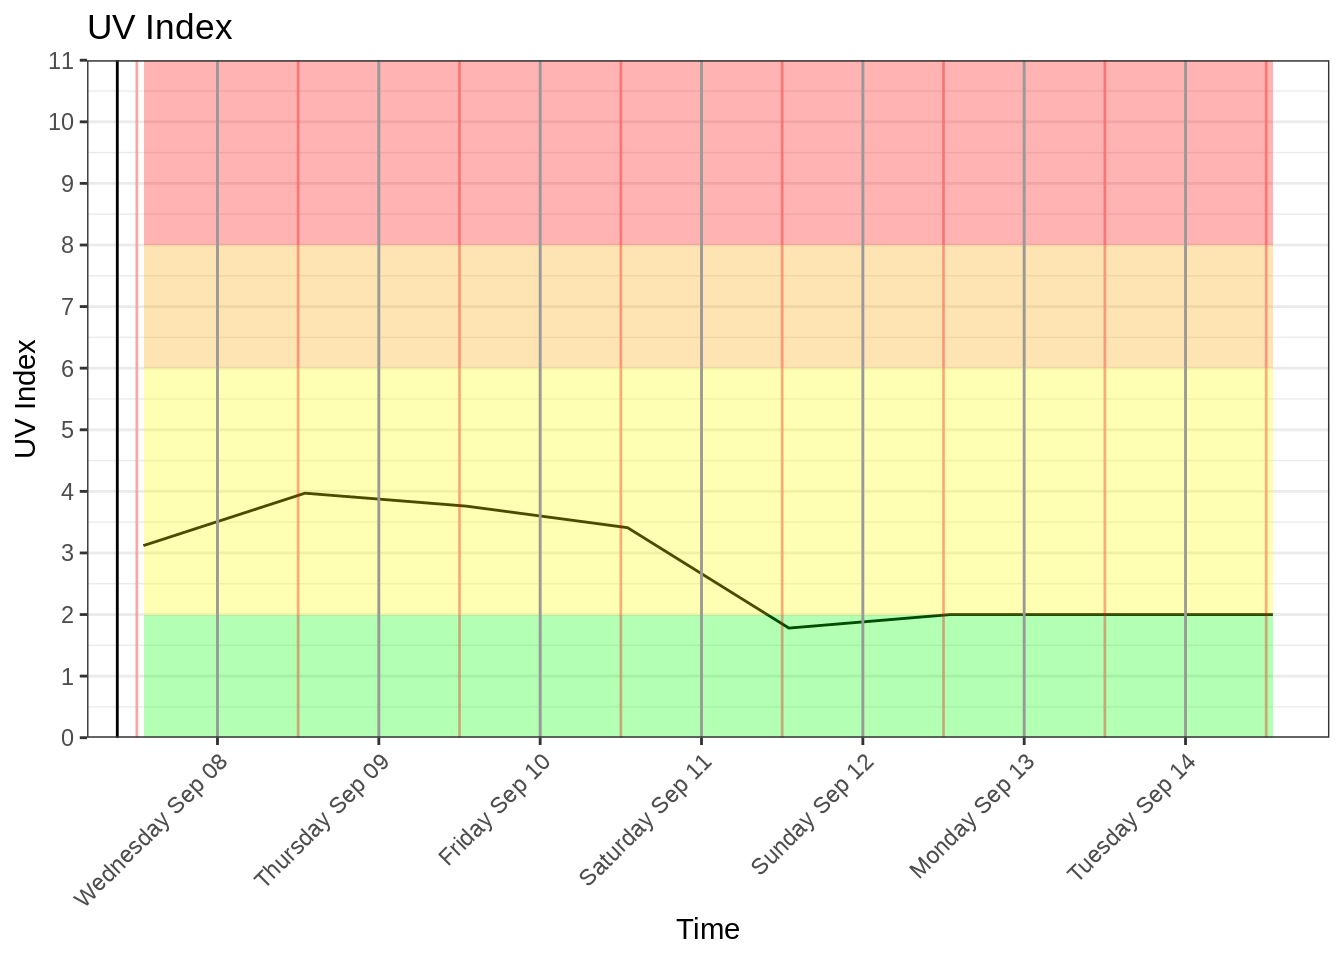 UV Index
11
10
9
8
7
6
5
4
3
2
1
0
UV Index
Wednesday Sep 08
Thursday Sep 09
Friday Sep 10
Saturday Sep 11
Sunday Sep 12
Monday Sep 13
Tuesday Sep 14
Time